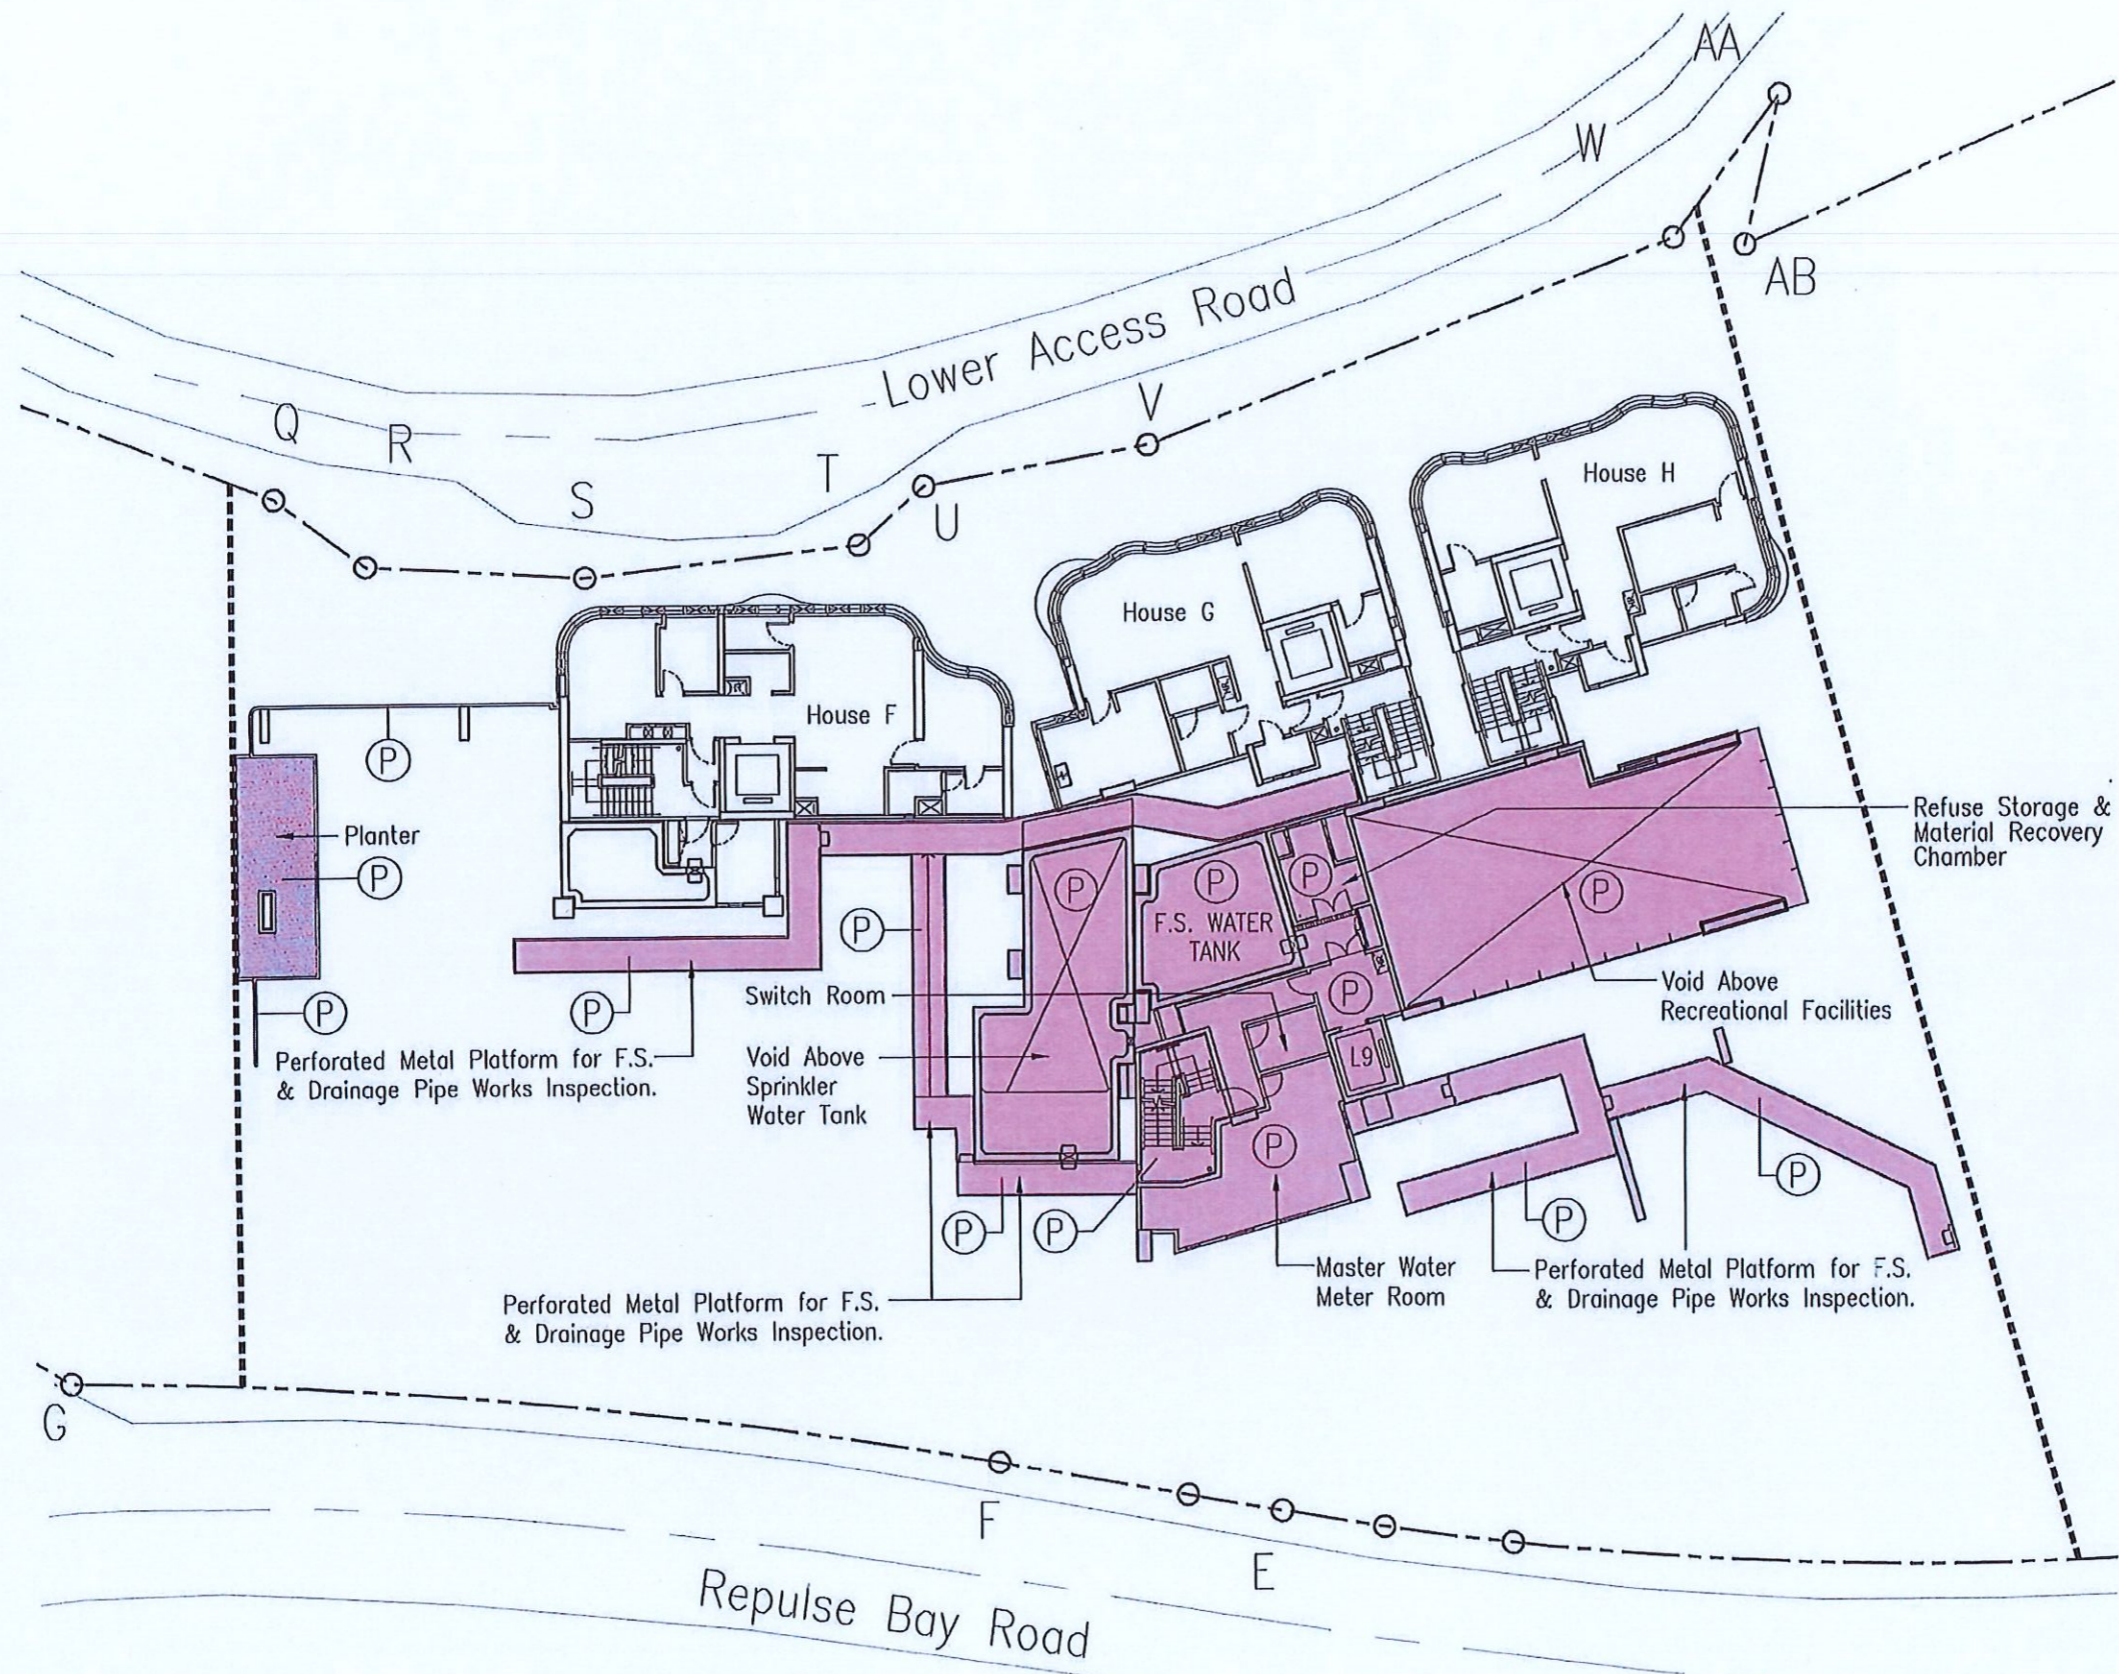 AA
W
AB
Lower Access Road
Q
R
S
T
U
V
House H
House G
House F
P
Planter
P
P
P
Perforated Metal Platform for F.S.
& Drainage Pipe Works Inspection.
P
Switch Room
Void Above
Sprinkler
Water Tank
P
P
F.S. WATER
TANK
P
P
P
Refuse Storage &
Material Recovery
Chamber
Void Above
Recreational Facilities
L9
P
P
P
P
P
Perforated Metal Platform for F.S.
& Drainage Pipe Works Inspection.
Master Water
Meter Room
Perforated Metal Platform for F.S.
& Drainage Pipe Works Inspection.
G
F
E
Repulse Bay Road